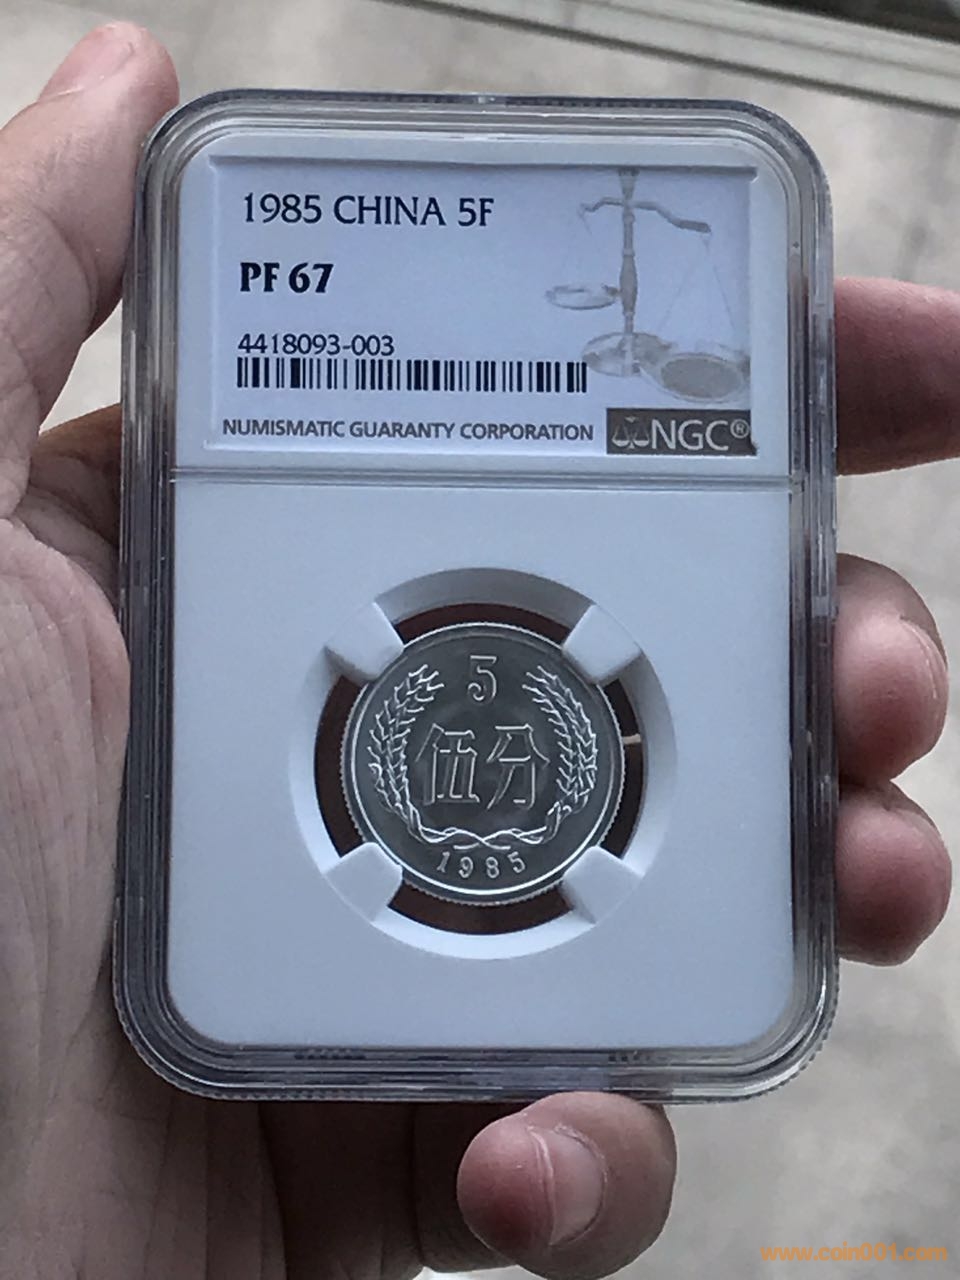 1985 CHINA 5F
PF 67
4418093-003
NUMISMATIC GUARANTY CORPORATION
NGC®
5
伍分
1985
www.coin001.com